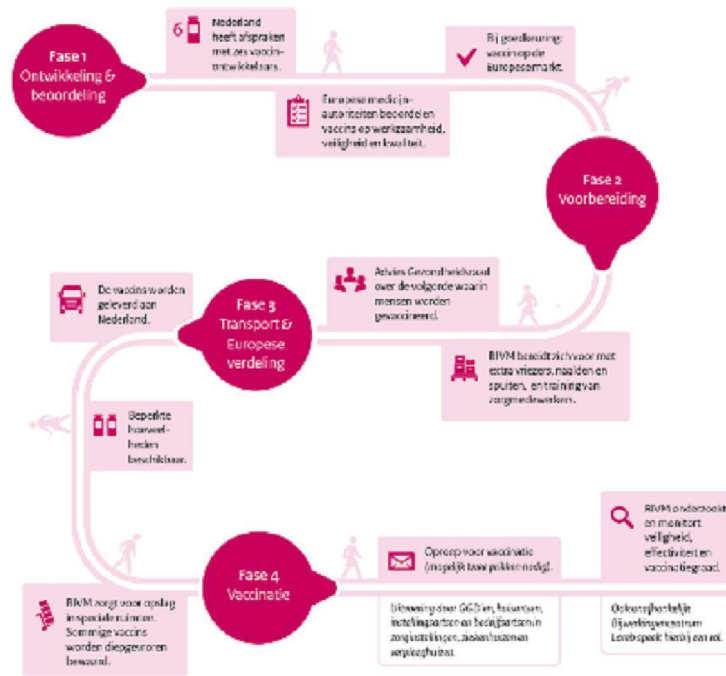 Fase 1
Ontwikkeling &
beoordeling
6
Nederland
heeft afspraken
met zes vaccin-
ontwikkelaars.
Europese medicijn-
autoriteiten beoordelen
vaccins op werkzaamheid,
veiligheid en kwaliteit.
Bij goedkeuring:
vaccin op de
Europese markt.
Fase 2
Voorbereiding
RIVM bereidt zich voor met
extra vriezers, naalden en
spuiten, en training van
zorgmedewerkers.
Advies Gezondheidsraad
over de volgorde waarin
mensen worden
gevaccineerd.
Fase 3
Transport &
Europese
verdeling
De vaccins worden
geleverd aan
Nederland.
Beperkte
hoeveel-
heden
beschikbaar.
RIVM zorgt voor opslag
in speciale ruimten.
Sommige vaccins
worden diepgevroren
bewaard.
Fase 4
Vaccinatie
Oproep voor vaccinatie
(mogelijk twee prikken nodig).
Uitvoering door GGD'en, huisartsen,
instellingsartsen en bedrijfsartsen in
zorginstellingen, ziekenhuizen en
verpleeghuizen.
RIVM onderzoekt
en monitort
veiligheid,
effectiviteit en
vaccinatiegraad.
Ook onafhankelijke
Bijwerkingencentrum
Lareb speelt hierbij een rol.